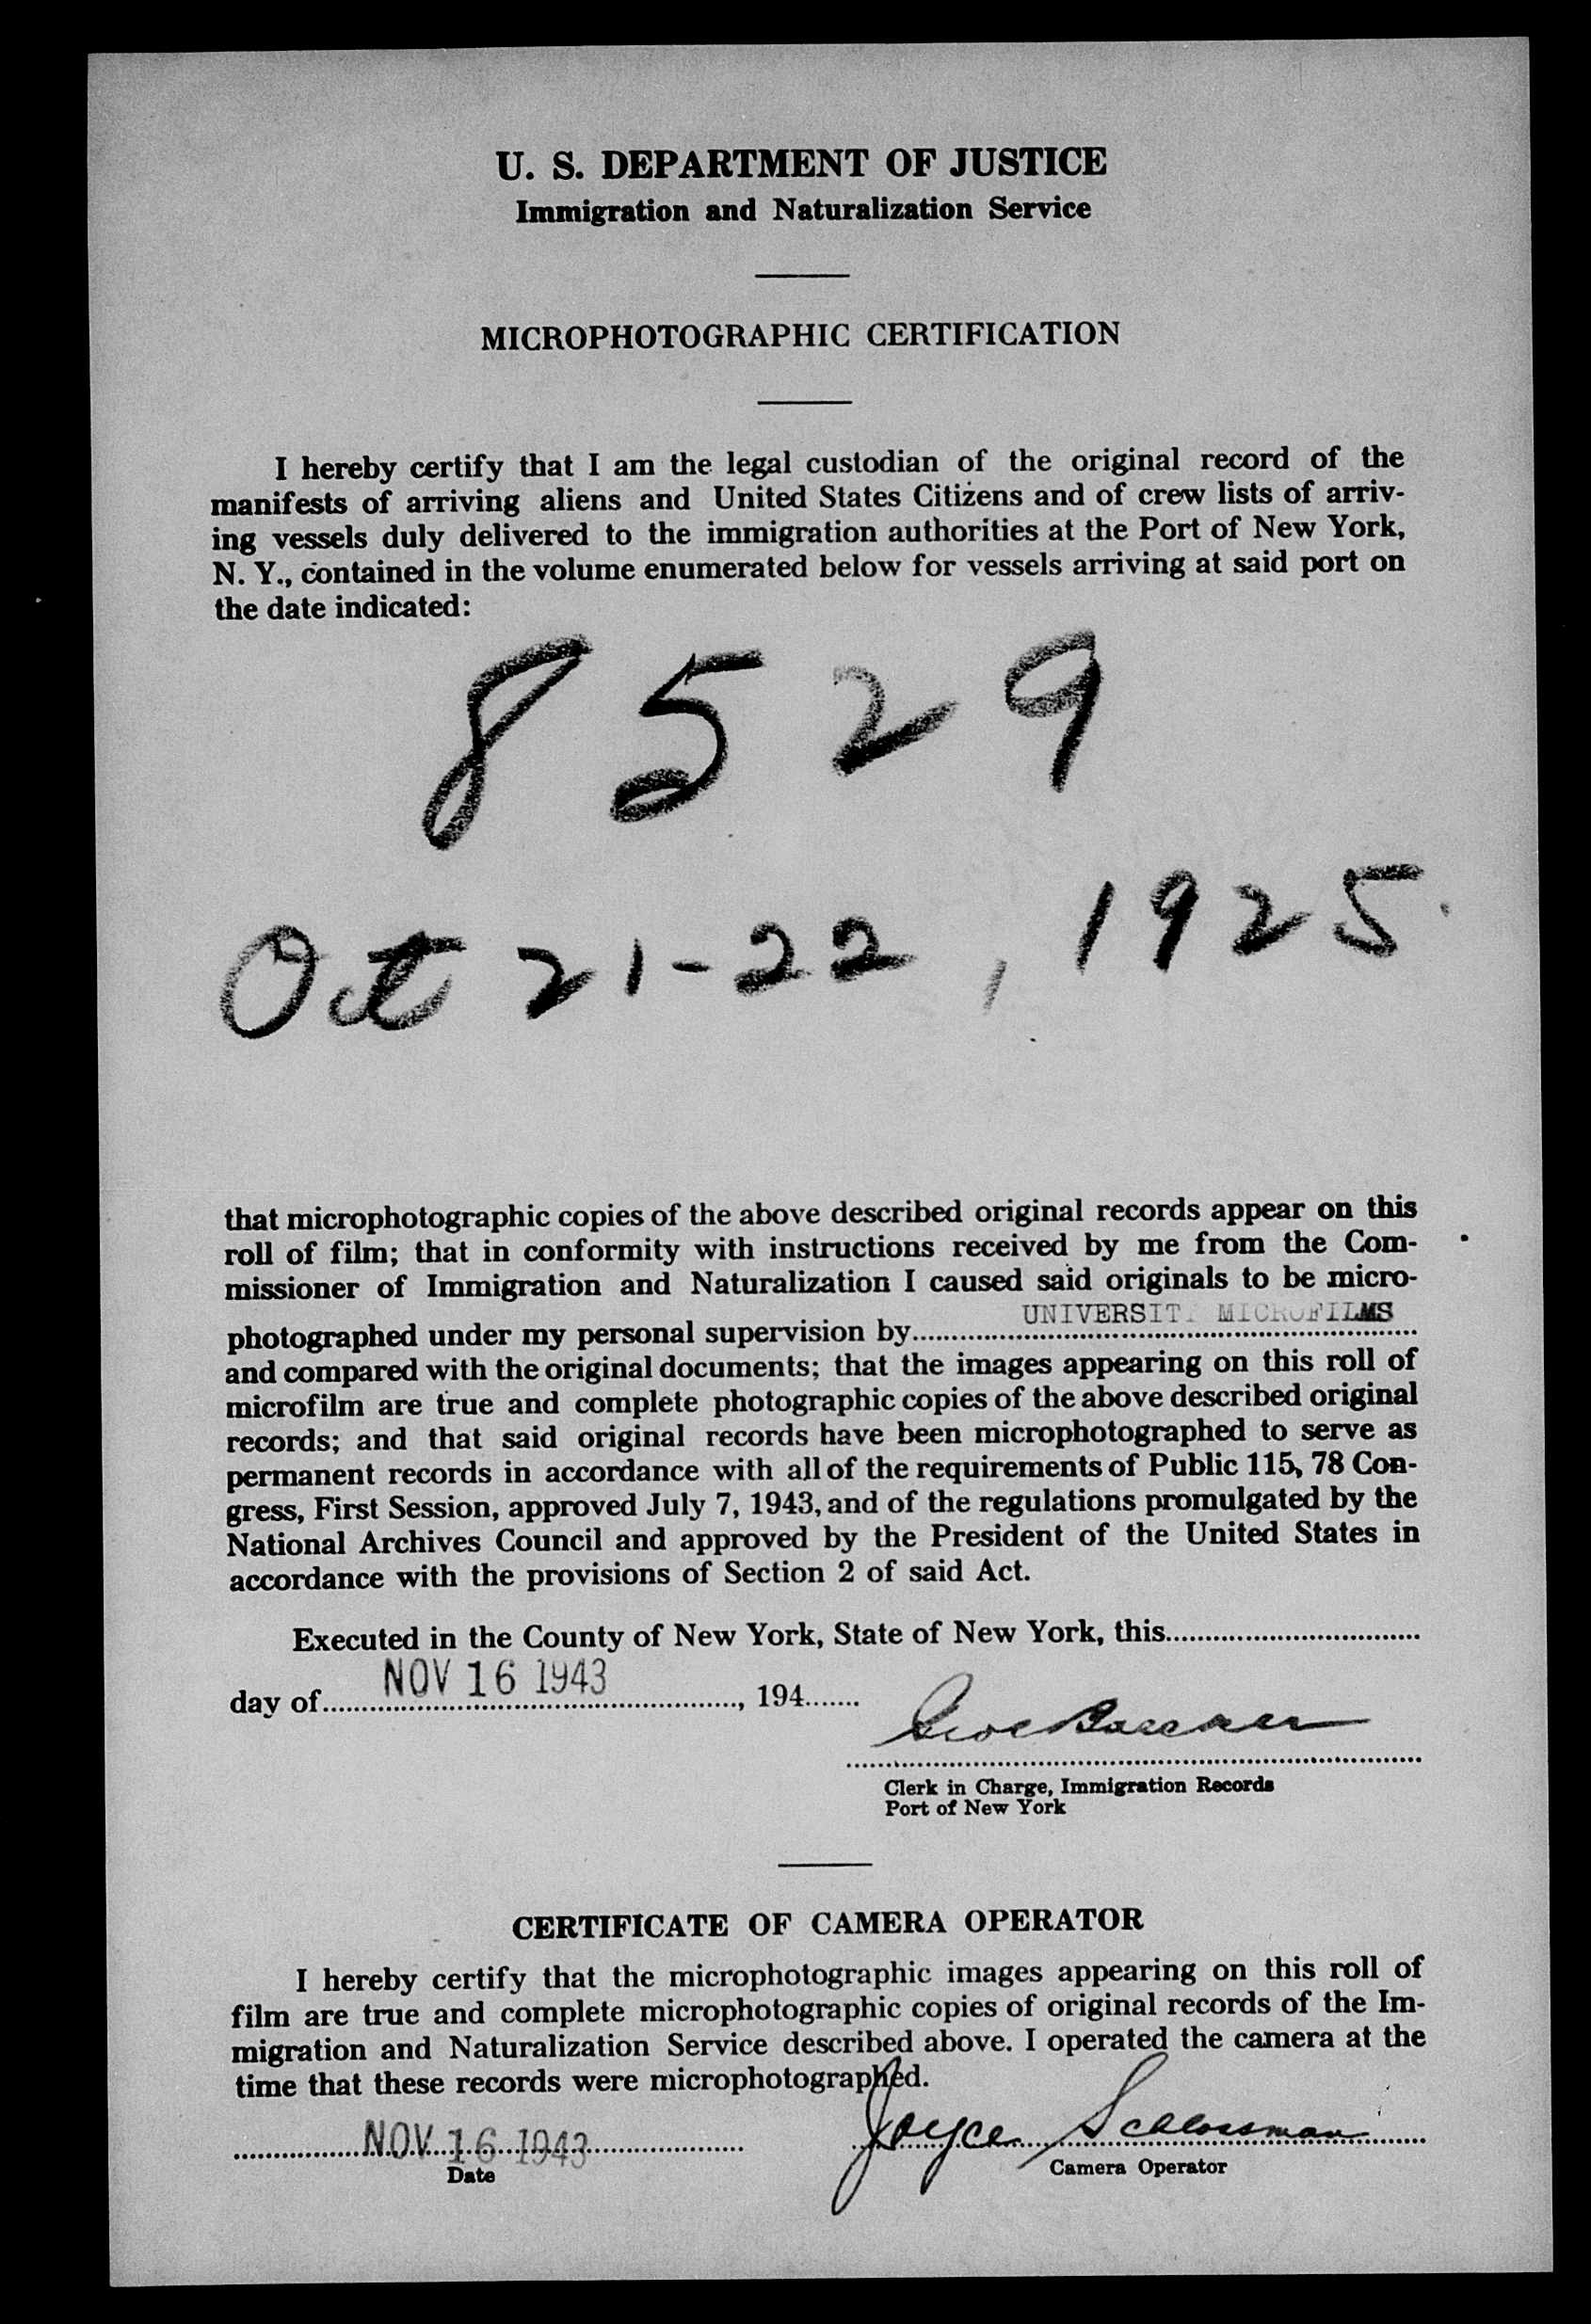 U. S. DEPARTMENT OF JUSTICE
Immigration and Naturalization Service
MICROPHOTOGRAPHIC CERTIFICATION
I hereby certify that I am the legal custodian of the original record of the
manifests of arriving aliens and United States Citizens and of crew lists of arriv-
ing vessels duly delivered to the immigration authorities at the Port of New York,
N. Y., contained in the volume enumerated below for vessels arriving at said port on
the date indicated:
8529
Oct 21-22, 1925.
that microphotographic copies of the above described original records appear on this
roll of film; that in conformity with instructions received by me from the Com-
missioner of Immigration and Naturalization I caused said originals to be micro-
photographed under my personal supervision by UNIVERSIT. MICROFILMS
and compared with the original documents; that the images appearing on this roll of
microfilm are true and complete photographic copies of the above described original
records; and that said original records have been microphotographed to serve as
permanent records in accordance with all of the requirements of Public 115, 78 Con-
gress, First Session, approved July 7, 1943, and of the regulations promulgated by the
National Archives Council and approved by the President of the United States in
accordance with the provisions of Section 2 of said Act.
Executed in the County of New York, State of New York, this
day of NOV 16 1943, 194
Clerk in Charge, Immigration Records
Port of New York
CERTIFICATE OF CAMERA OPERATOR
I hereby certify that the microphotographic images appearing on this roll of
film are true and complete microphotographic copies of original records of the Im-
migration and Naturalization Service described above. I operated the camera at the
time that these records were microphotographed.
NOV 16 1943 Joyce Schlossman
Date Camera Operator